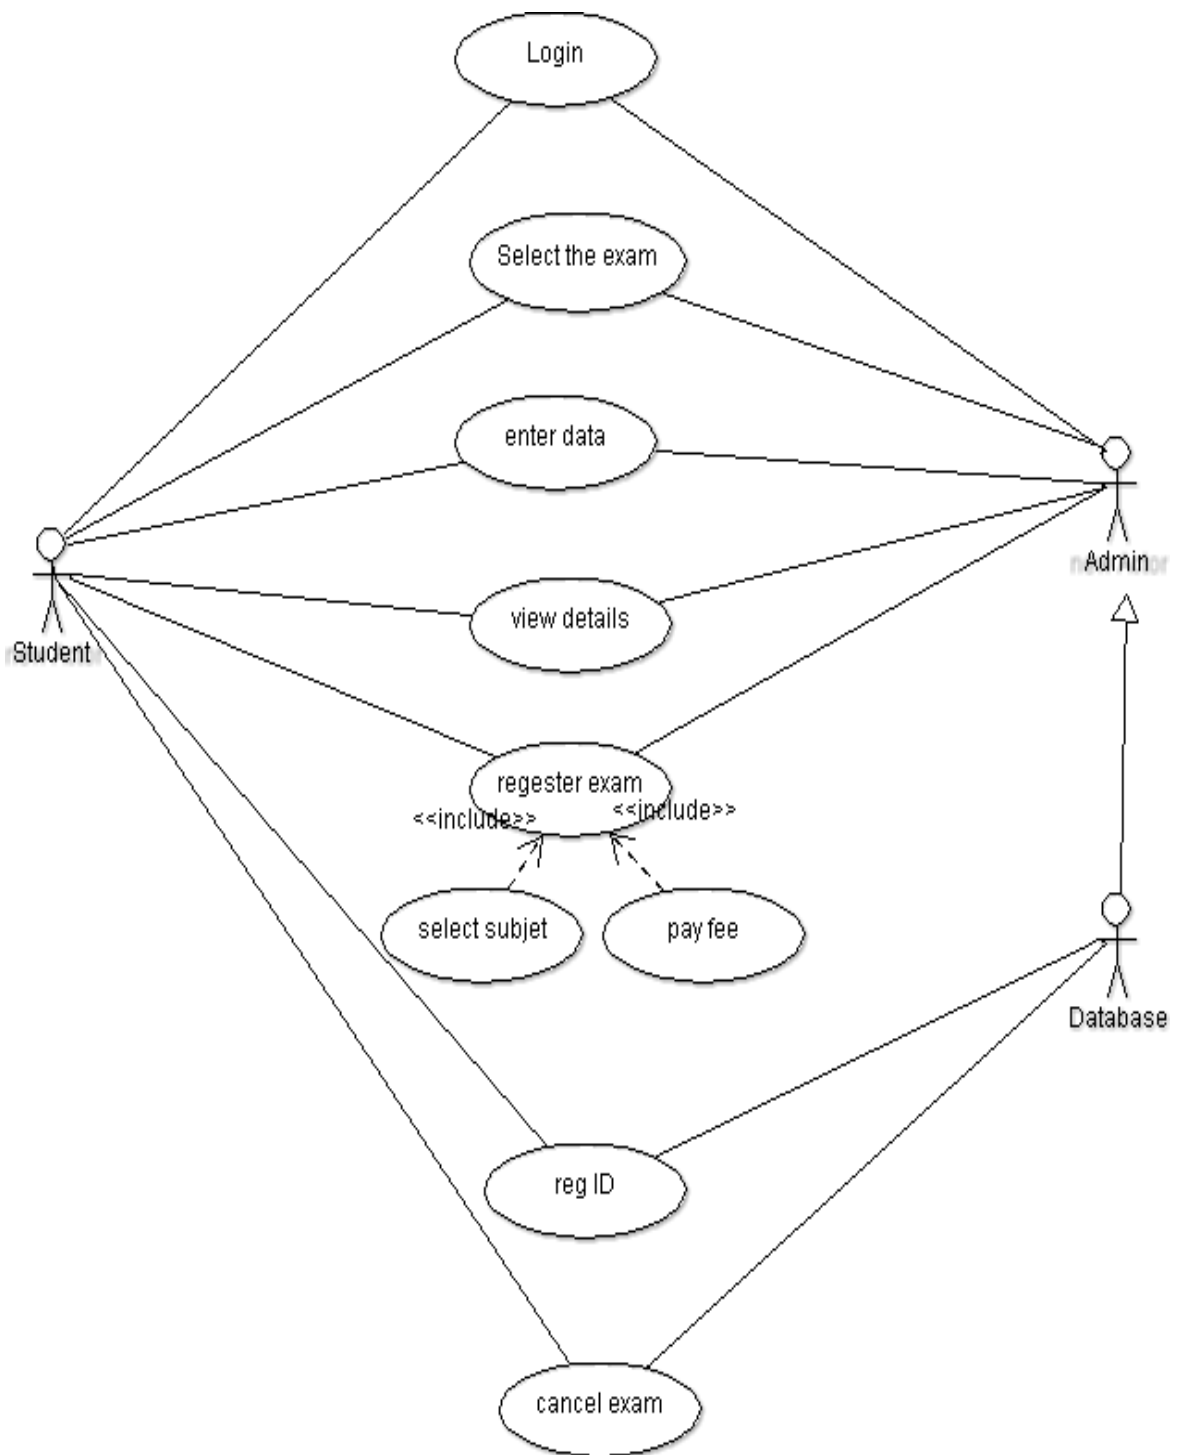 Login
Select the exam
enter data
Admin
view details
Student
regester exam
<<include>>
<<include>>
select subjet
pay fee
Database
reg ID
cancel exam